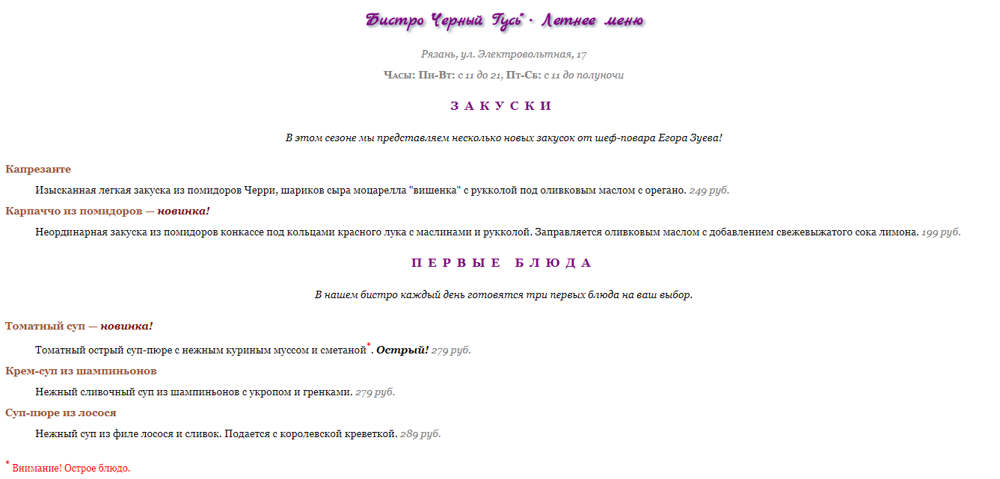 Бистро "Черный Гусь" · Летнее меню
Рязань, ул. Электровольтная, 17
Часы: Пн-Вт: с 11 до 21, Пт-Сб: с 11 до полуночи
ЗАКУСКИ
В этом сезоне мы представляем несколько новых закусок от шеф-повара Егора Зуева!
Капрезанте
Изысканная легкая закуска из помидоров Черри, шариков сыра моцарелла "вишенка" с рукколой под оливковым маслом с орегано. 249 руб.
Карпаччо из помидоров — новинка!
Неординарная закуска из помидоров конкассе под кольцами красного лука с маслинами и рукколой. Заправляется оливковым маслом с добавлением свежевыжатого сока лимона. 199 руб.
ПЕРВЫЕ БЛЮДА
В нашем бистро каждый день готовятся три первых блюда на ваш выбор.
Томатный суп — новинка!
Томатный острый суп-пюре с нежным куриным муссом и сметаной*. Острый! 279 руб.
Крем-суп из шампиньонов
Нежный сливочный суп из шампиньонов с укропом и гренками. 279 руб.
Суп-пюре из лосося
Нежный суп из филе лосося и сливок. Подается с королевской креветкой. 289 руб.
* Внимание! Острое блюдо.